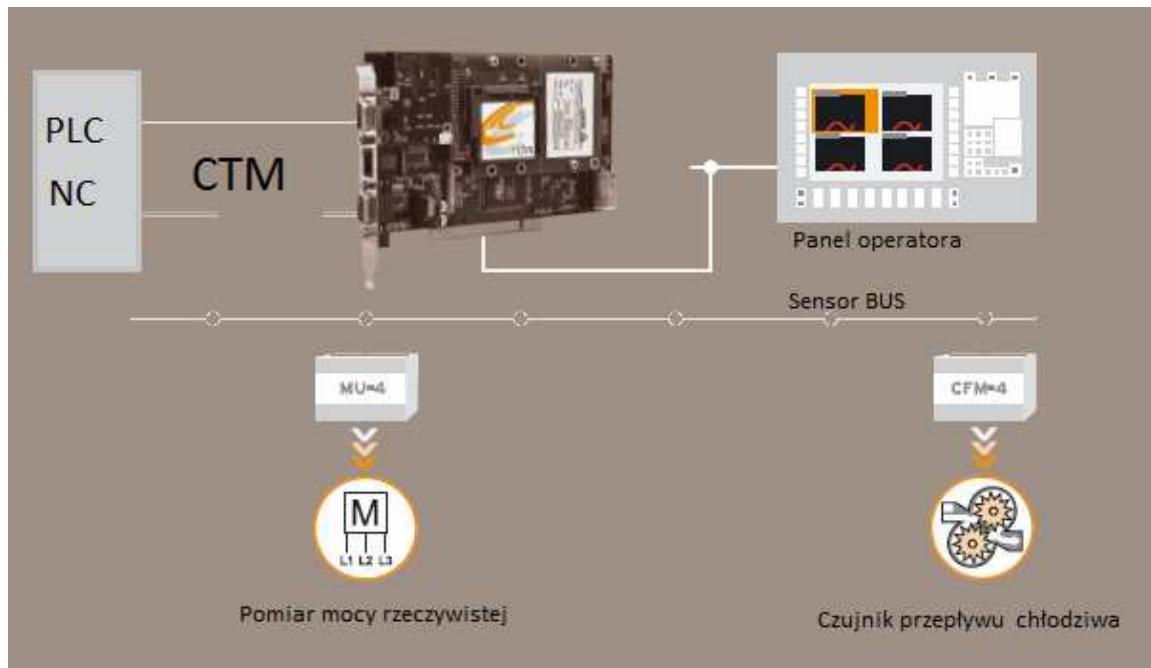 PLC
NC
CTM
Panel operatora
Sensor BUS
MU=4
CFM=4
M
L1 L2 L3
Pomiar mocy rzeczywistej
Czujnik przepływu chłodziwa